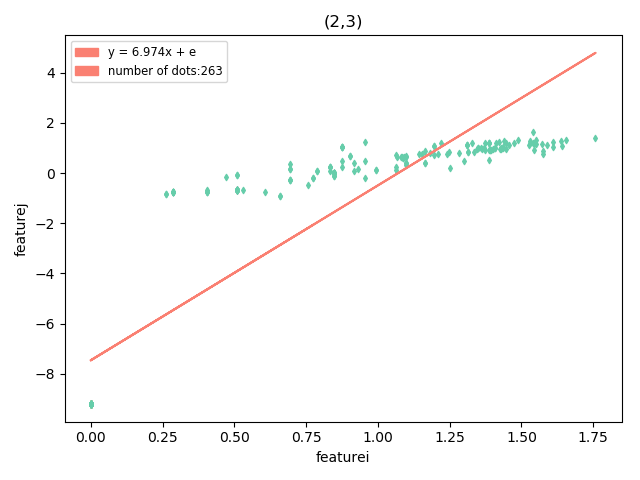 (2,3)
y = 6.974x + e
number of dots:263
4
2
0
−2
−4
−6
−8
featurej
0.00 0.25 0.50 0.75 1.00 1.25 1.50 1.75
featurei